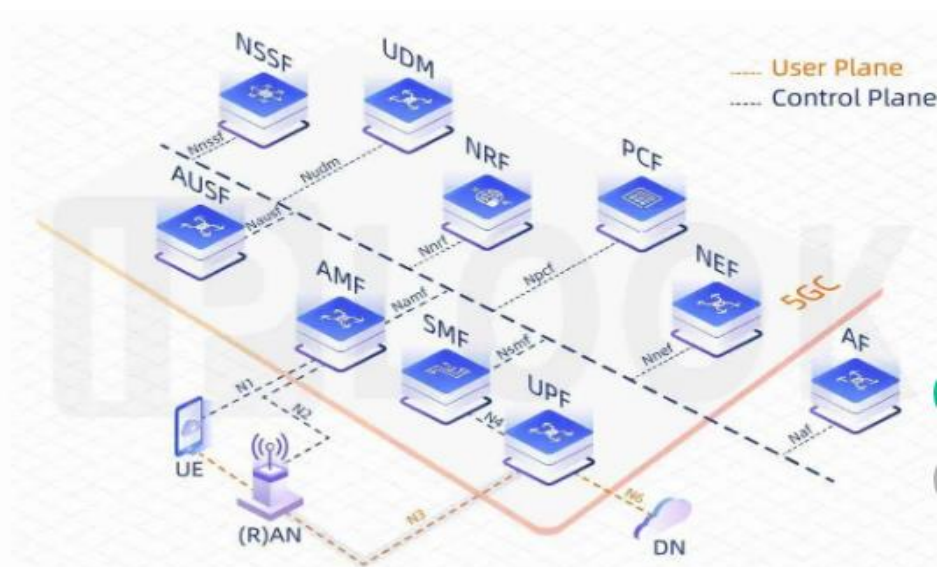 NSSF
UDM
User Plane
Control Plane
Nnssf
Nudm
NRF
PCF
AUSF
Nausf
Nnrf
Npcf
NEF
5GC
AMF
Namf
SMF
Nsmf
Nnef
AF
UPF
N1
N2
N4
Naf
UE
N3
N6
(R)AN
DN
IPLOOK